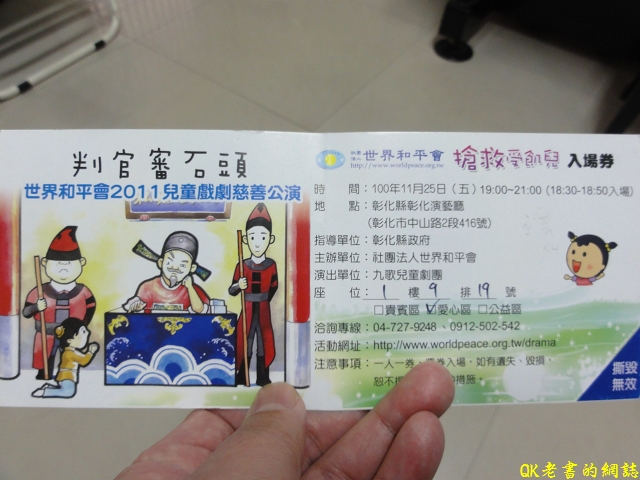 判官審石頭
世界和平會2011兒童戲劇慈善公演
世界和平會 搶救受飢兒 入場券
http://www.worldpeace.org.tw
時 間：100年11月25日（五）19:00~21:00 (18:30-18:50入場)
地 點：彰化縣彰化演藝廳
(彰化市中山路2段416號)
指導單位：彰化縣政府
主辦單位：社團法人世界和平會
演出單位：九歌兒童劇團
座 位：1 樓 9 排 19 號
□貴賓區 ☑愛心區 □公益區
洽詢專線：04-727-9248、0912-502-542
活動網址：http://www.worldpeace.org.tw/drama
注意事項：一人一券，券入場，如有遺失、毀損，
恕不 措施。
撕毀
無效
QK老書的網誌